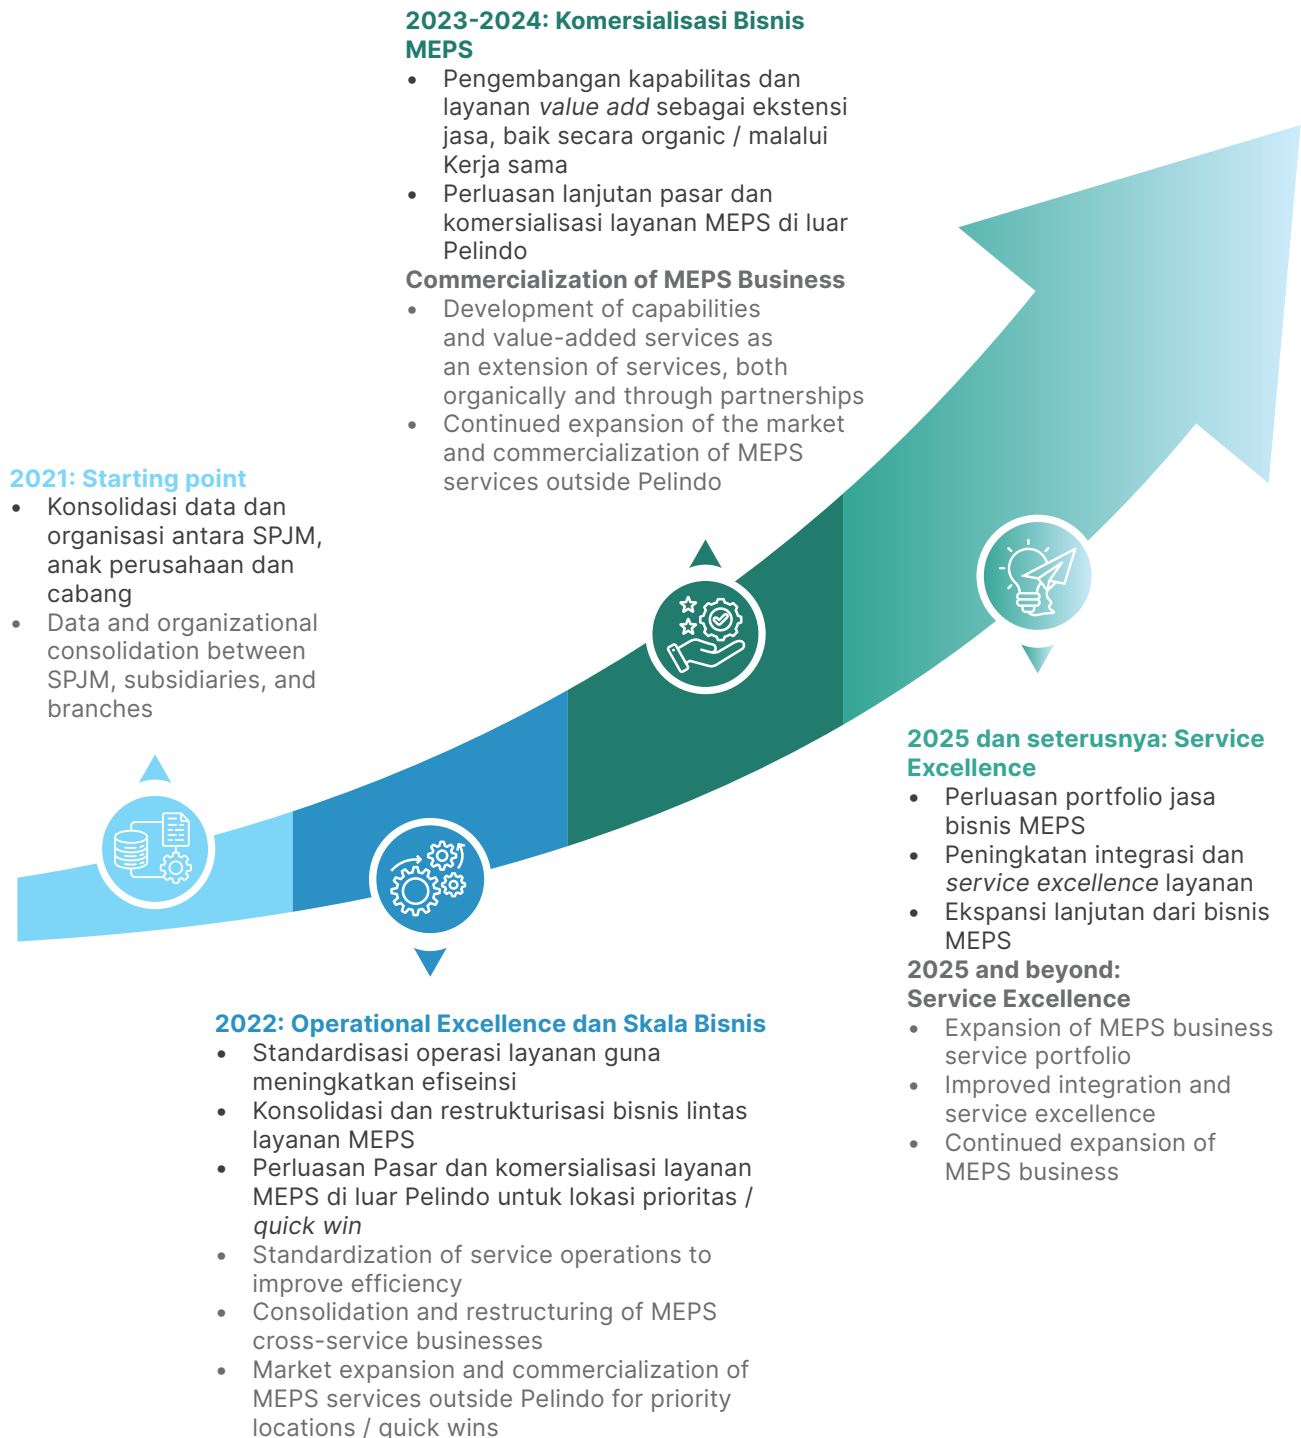 2023-2024: Komersialisasi Bisnis
MEPS
• Pengembangan kapabilitas dan
layanan value add sebagai ekstensi
jasa, baik secara organic / malalui
Kerja sama
• Perluasan lanjutan pasar dan
komersialisasi layanan MEPS di luar
Pelindo
Commercialization of MEPS Business
• Development of capabilities
and value-added services as
an extension of services, both
organically and through partnerships
• Continued expansion of the market
and commercialization of MEPS
services outside Pelindo
2021: Starting point
• Konsolidasi data dan
organisasi antara SPJM,
anak perusahaan dan
cabang
• Data and organizational
consolidation between
SPJM, subsidiaries, and
branches
2025 dan seterusnya: Service
Excellence
• Perluasan portfolio jasa
bisnis MEPS
• Peningkatan integrasi dan
service excellence layanan
• Ekspansi lanjutan dari bisnis
MEPS
2025 and beyond:
Service Excellence
• Expansion of MEPS business
service portfolio
• Improved integration and
service excellence
• Continued expansion of
MEPS business
2022: Operational Excellence dan Skala Bisnis
• Standardisasi operasi layanan guna
meningkatkan efiseinsi
• Konsolidasi dan restrukturisasi bisnis lintas
layanan MEPS
• Perluasan Pasar dan komersialisasi layanan
MEPS di luar Pelindo untuk lokasi prioritas /
quick win
• Standardization of service operations to
improve efficiency
• Consolidation and restructuring of MEPS
cross-service businesses
• Market expansion and commercialization of
MEPS services outside Pelindo for priority
locations / quick wins